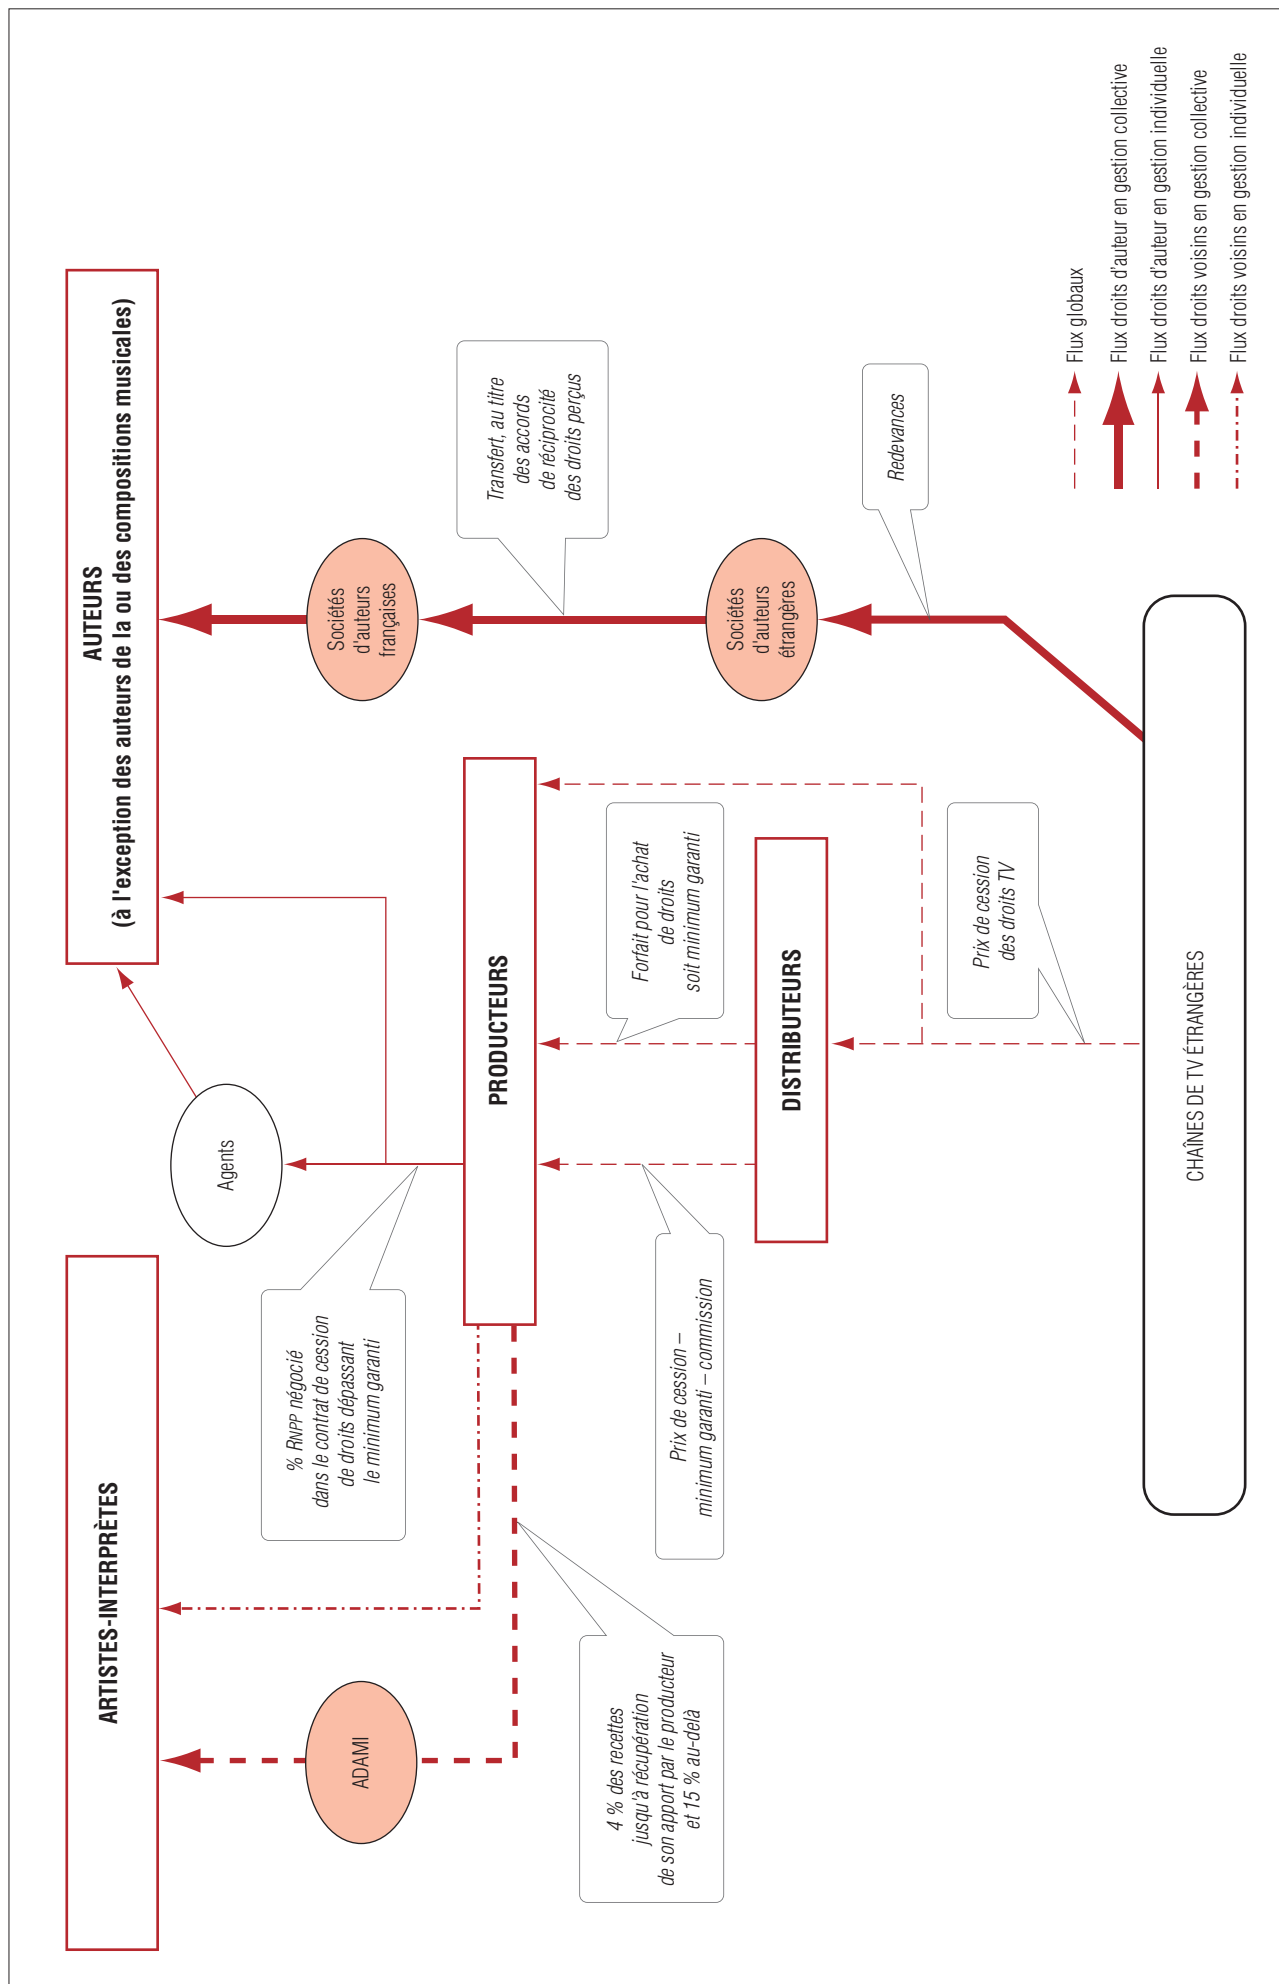 ARTISTES-INTERPRÈTES
AUTEURS
(à l'exception des auteurs de la ou des compositions musicales)
Agents
% RNPP négocié
dans le contrat de cession
de droits dépassant
le minimum garanti
ADAMI
Sociétés
d'auteurs
françaises
Transfert, au titre
des accords
de réciprocité
des droits perçus
PRODUCTEURS
4 % des recettes
jusqu'à récupération
de son apport par le producteur
et 15 % au-delà
Prix de cession –
minimum garanti – commission
Forfait pour l'achat
de droits
soit minimum garanti
Sociétés
d'auteurs
étrangères
DISTRIBUTEURS
Redevances
Prix de cession
des droits TV
CHAÎNES DE TV ÉTRANGÈRES
Flux globaux
Flux droits d'auteur en gestion collective
Flux droits d'auteur en gestion individuelle
Flux droits voisins en gestion collective
Flux droits voisins en gestion individuelle